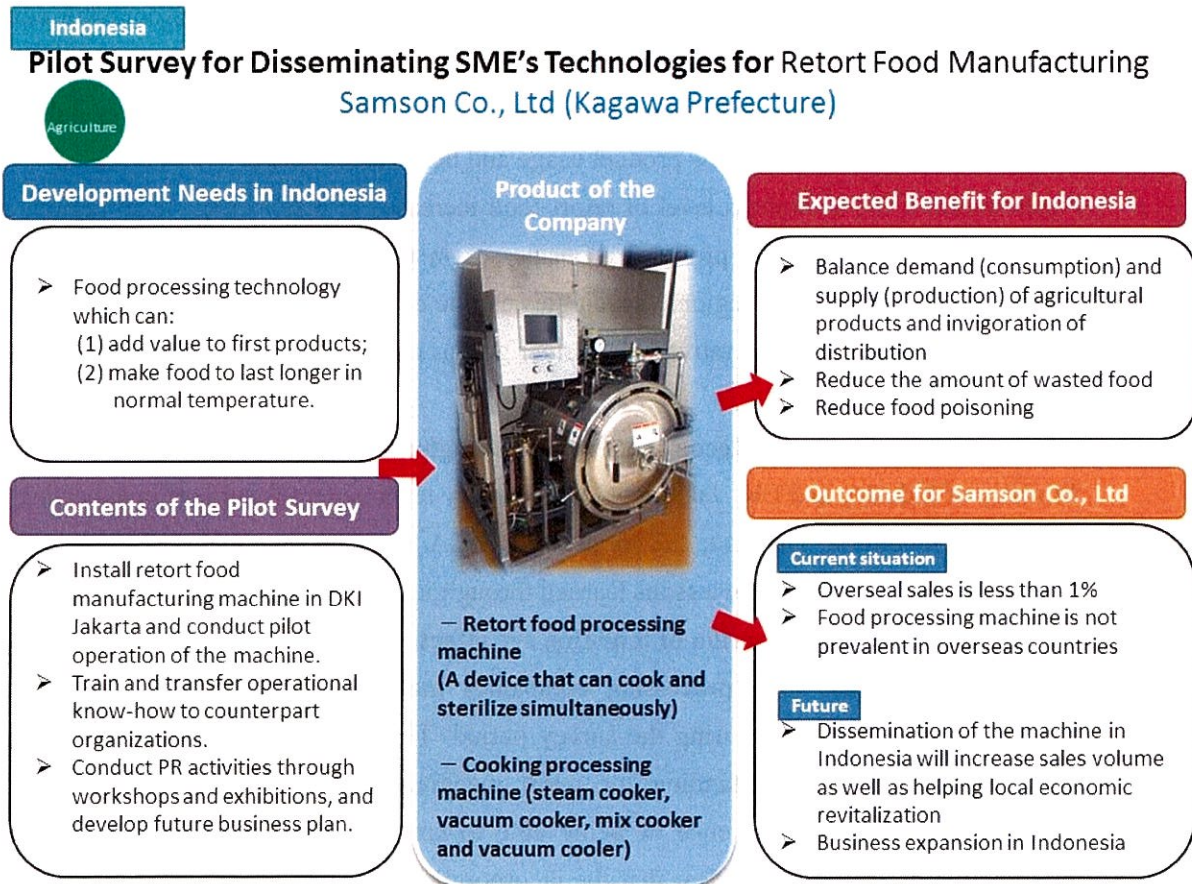 Indonesia
Pilot Survey for Disseminating SME's Technologies for Retort Food Manufacturing
Samson Co., Ltd (Kagawa Prefecture)
Agriculture
Development Needs in Indonesia
➢ Food processing technology
which can:
(1) add value to first products;
(2) make food to last longer in
normal temperature.
Contents of the Pilot Survey
➢ Install retort food
manufacturing machine in DKI
Jakarta and conduct pilot
operation of the machine.
➢ Train and transfer operational
know-how to counterpart
organizations.
➢ Conduct PR activities through
workshops and exhibitions, and
develop future business plan.
Product of the
Company
— Retort food processing
machine
(A device that can cook and
sterilize simultaneously)
— Cooking processing
machine (steam cooker,
vacuum cooker, mix cooker
and vacuum cooler)
Expected Benefit for Indonesia
➢ Balance demand (consumption) and
supply (production) of agricultural
products and invigoration of
distribution
➢ Reduce the amount of wasted food
➢ Reduce food poisoning
Outcome for Samson Co., Ltd
Current situation
➢ Overseal sales is less than 1%
➢ Food processing machine is not
prevalent in overseas countries
Future
➢ Dissemination of the machine in
Indonesia will increase sales volume
as well as helping local economic
revitalization
➢ Business expansion in Indonesia